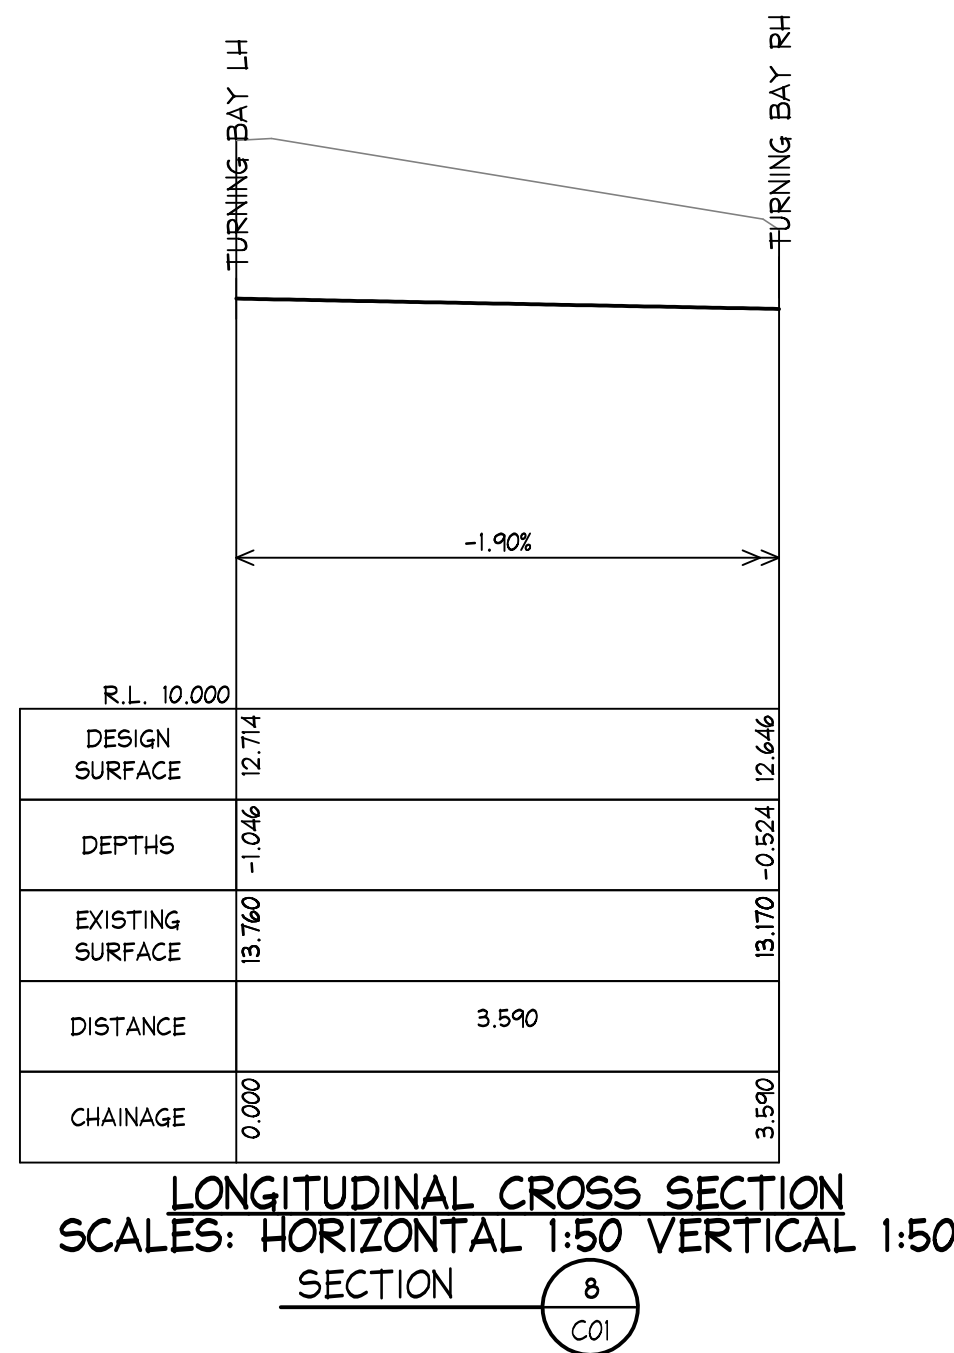 TURNING BAY LH
TURNING BAY RH
-1.90%
R.L. 10.000
DESIGN
SURFACE
12.714
12.646
DEPTHS
-1.046
-0.524
EXISTING
SURFACE
13.760
13.170
DISTANCE
3.590
CHAINAGE
0.000
3.590
LONGITUDINAL CROSS SECTION
SCALES: HORIZONTAL 1:50 VERTICAL 1:50
SECTION
8
C01